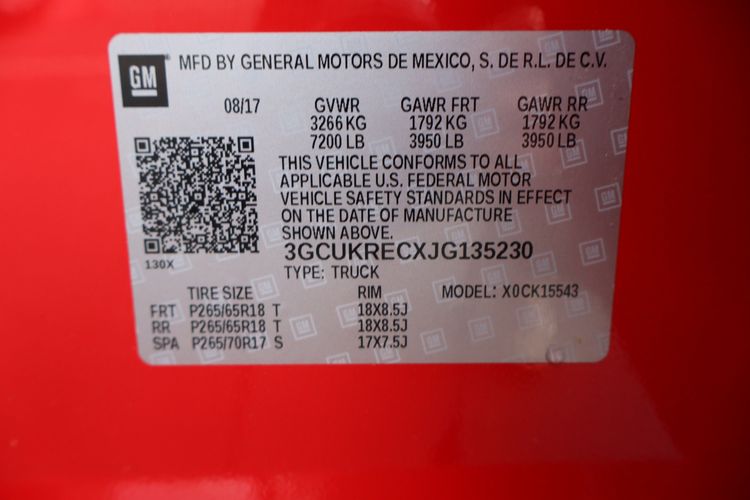 GM MFD BY GENERAL MOTORS DE MEXICO, S. DE R.L. DE C.V.
08/17 GVWR GAWR FRT GAWR RR
3266 KG 1792 KG 1792 KG
7200 LB 3950 LB 3950 LB
THIS VEHICLE CONFORMS TO ALL
APPLICABLE U.S. FEDERAL MOTOR
VEHICLE SAFETY STANDARDS IN EFFECT
ON THE DATE OF MANUFACTURE
SHOWN ABOVE.
3GCUKRECXJG135230
130X
TYPE: TRUCK
TIRE SIZE RIM MODEL: X0CK15543
FRT P265/65R18 T 18X8.5J
RR P265/65R18 T 18X8.5J
SPA P265/70R17 S 17X7.5J